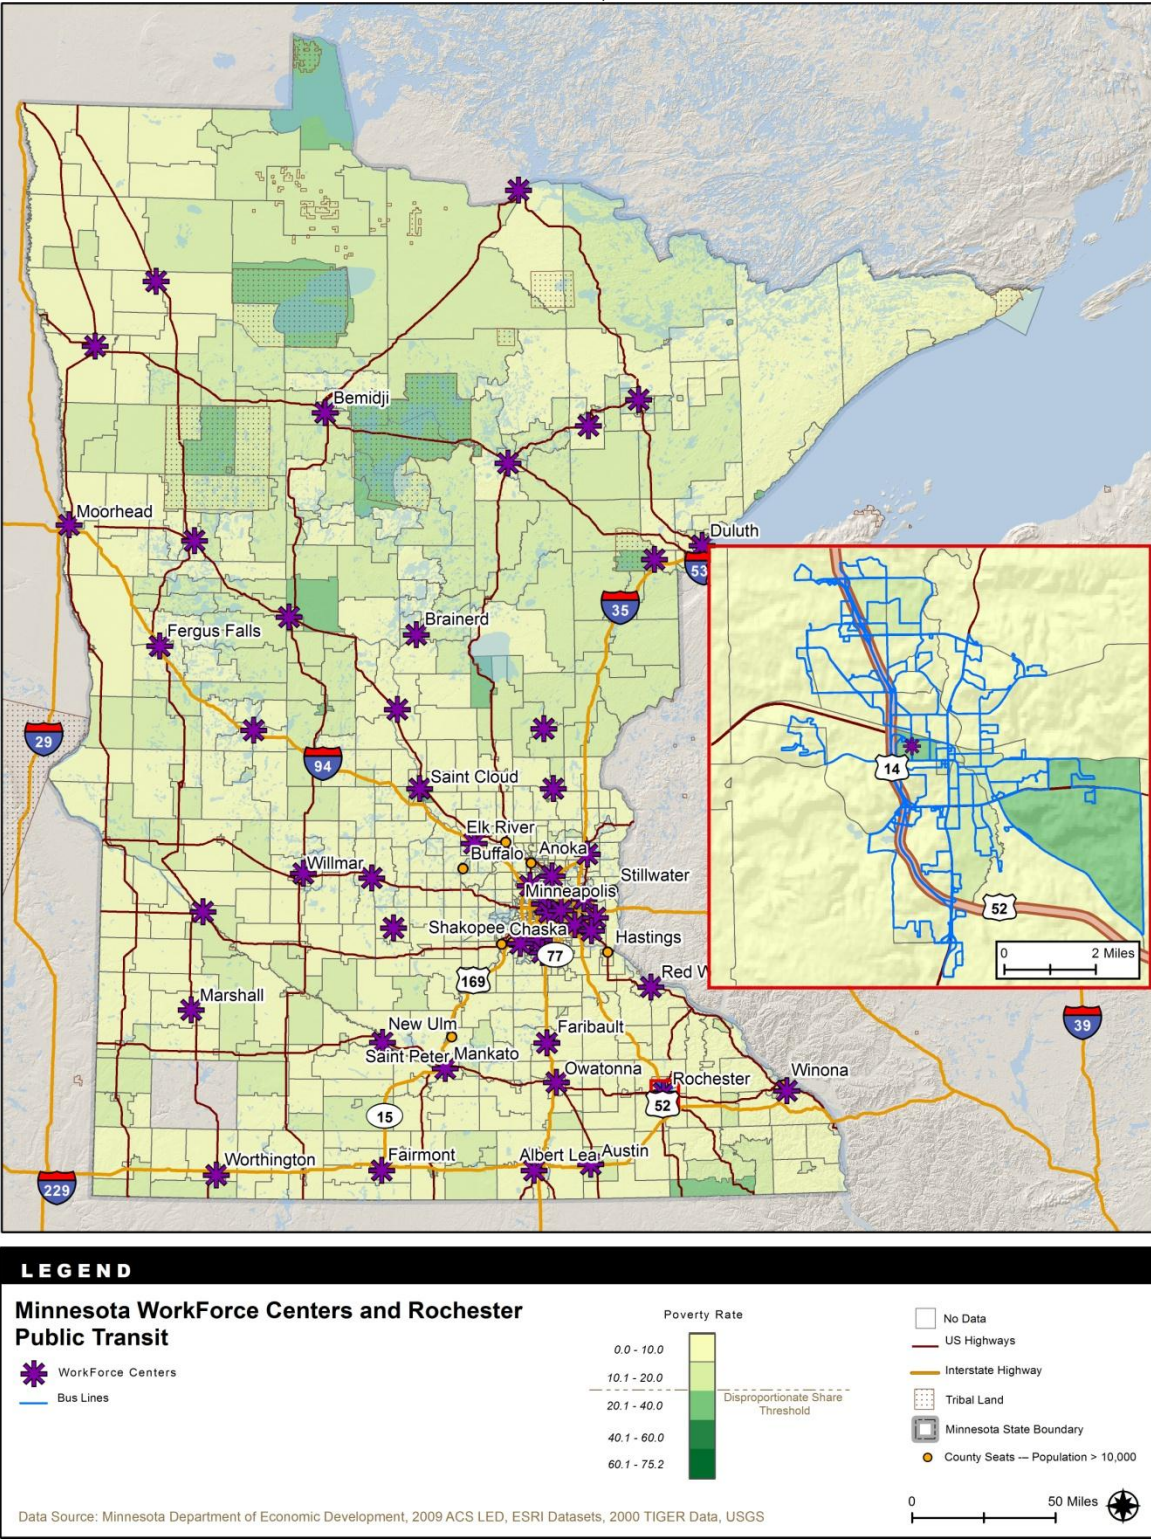 Bemidji
Moorhead
Duluth
53
35
Fergus Falls
Brainerd
29
94
Saint Cloud
Elk River
Buffalo
Anoka
Willmar
Stillwater
Minneapolis
Shakopee
Chaska
Hastings
77
169
Red W
Marshall
New Ulm
Faribault
39
Saint Peter
Mankato
Owatonna
Rochester
Winona
52
15
Worthington
Fairmont
Albert Lea
Austin
229
14
52
0 2 Miles
LEGEND
Minnesota WorkForce Centers and Rochester
Public Transit
WorkForce Centers
Bus Lines
Poverty Rate
0.0 - 10.0
10.1 - 20.0
20.1 - 40.0
40.1 - 60.0
60.1 - 75.2
Disproportionate Share
Threshold
No Data
US Highways
Interstate Highway
Tribal Land
Minnesota State Boundary
County Seats --- Population > 10,000
0 50 Miles
Data Source: Minnesota Department of Economic Development, 2009 ACS LED, ESRI Datasets, 2000 TIGER Data, USGS